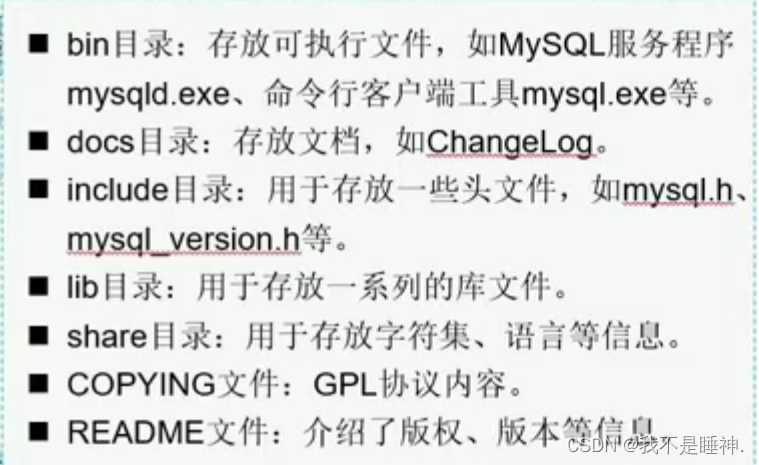 ■ bin目录：存放可执行文件，如MySQL服务程序
mysqld.exe、命令行客户端工具mysql.exe等。
■ docs目录：存放文档，如ChangeLog。
■ include目录：用于存放一些头文件，如mysql.h、
mysql_version.h等。
■ lib目录：用于存放一系列的库文件。
■ share目录：用于存放字符集、语言等信息。
■ COPYING文件：GPL协议内容。
■ README文件：介绍了版权、版本等信息。
CSDN @我不是睡神.